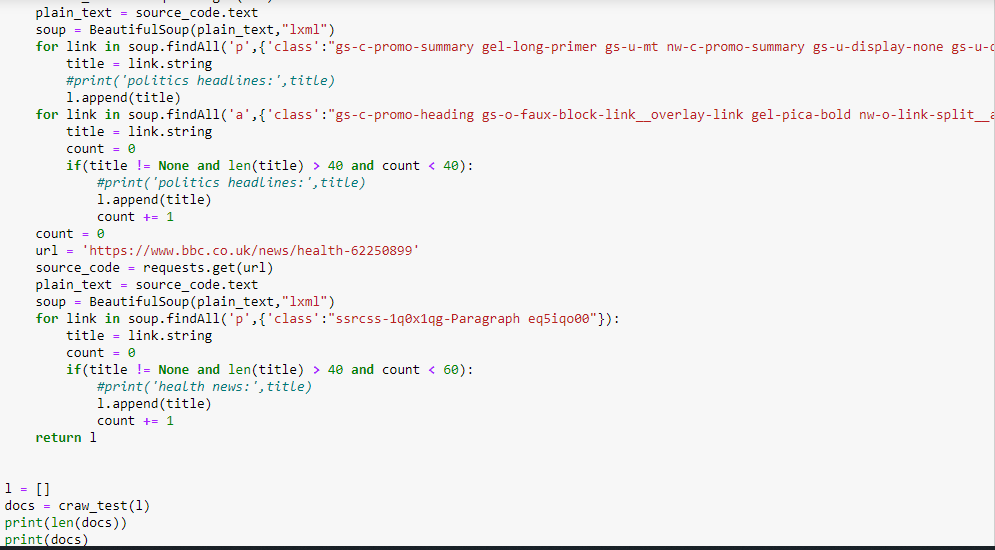 plain_text = source_code.text
soup = BeautifulSoup(plain_text,"lxml")
for link in soup.findAll('p',{'class':"gs-c-promo-summary gel-long-primer gs-u-mt nw-c-promo-summary gs-u-display-none gs-u-
title = link.string
#print('politics headlines:',title)
l.append(title)
for link in soup.findAll('a',{'class':"gs-c-promo-heading gs-o-faux-block-link__overlay-link gel-pica-bold nw-o-link-split__
title = link.string
count = 0
if(title != None and len(title) > 40 and count < 40):
#print('politics headlines:',title)
l.append(title)
count += 1
count = 0
url = 'https://www.bbc.co.uk/news/health-62250899'
source_code = requests.get(url)
plain_text = source_code.text
soup = BeautifulSoup(plain_text,"lxml")
for link in soup.findAll('p',{'class':"ssrcss-1q0x1qg-Paragraph eq5iqo00"}):
title = link.string
count = 0
if(title != None and len(title) > 40 and count < 60):
#print('health news:',title)
l.append(title)
count += 1
return l
l = []
docs = craw_test(l)
print(len(docs))
print(docs)